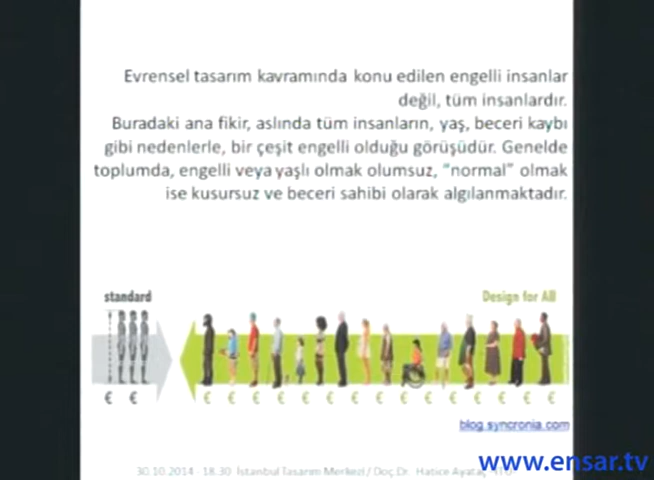 Evrensel tasarım kavramında konu edilen engelli insanlar
değil, tüm insanlardır.
Buradaki ana fikir, aslında tüm insanların, yaş, beceri kaybı
gibi nedenlerle, bir çeşit engelli olduğu görüşüdür. Genelde
toplumda, engelli veya yaşlı olmak olumsuz, "normal" olmak
ise kusursuz ve beceri sahibi olarak algılanmaktadır.
standard
Design for All
€ €
€ € € € € € € € € € € € € € €
blog.syncronia.com
www.ensar.tv
30.10.2014 - 18.30 İstanbul Tasarım Merkezi / Doç.Dr. Hatice Ayataç - İTÜ